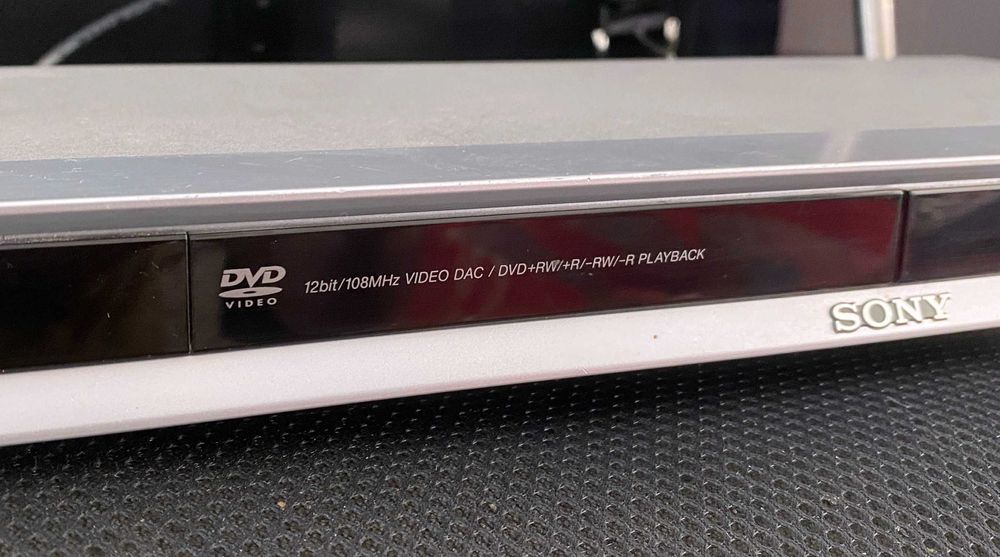 DVD
VIDEO
12bit/108MHz VIDEO DAC / DVD+RW/+R/-RW/-R PLAYBACK
SONY